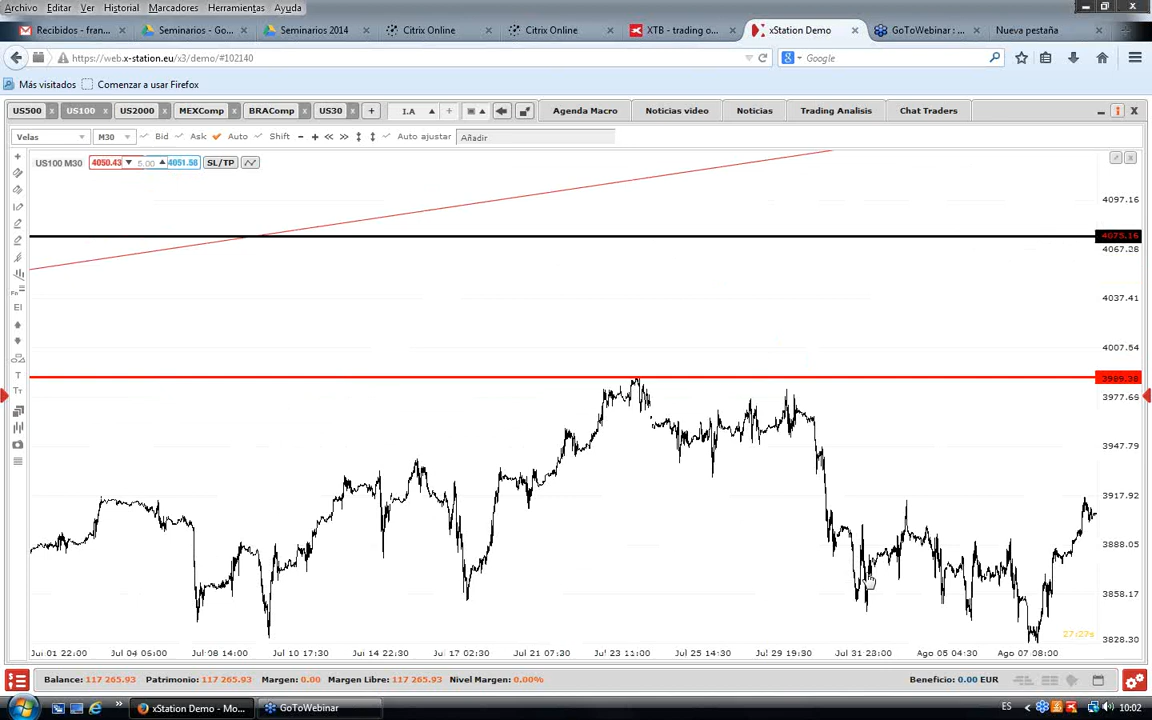 Archivo Editar Ver Historial Marcadores Herramientas Ayuda
Recibidos - fran... Seminarios - Go... Seminarios 2014 Citrix Online Citrix Online XTB - trading o... xStation Demo GoToWebinar : ... Nueva pestaña
https://web.x-station.eu/x3/demo/#102140 Google
Más visitados Comenzar a usar Firefox
US500 US100 US2000 MEXComp BRAComp US30 + I.A Agenda Macro Noticias video Noticias Trading Analisis Chat Traders
Velas M30 Bid Ask Auto Shift Auto ajustar Añadir
US100 M30 4050.43 5.00 4051.58 SL/TP
4097.16
4075.16
4067.28
4037.41
4007.54
3989.38
3977.69
3947.79
3917.92
3888.05
3858.17
3828.30
EI
T
27:27s
Jul 01 22:00 Jul 04 05:00 Jul 08 14:00 Jul 10 17:30 Jul 14 22:30 Jul 17 02:30 Jul 21 07:30 Jul 23 11:00 Jul 25 14:30 Jul 29 19:30 Jul 31 28:00 Ago 05 04:30 Ago 07 08:00
Balance: 117 265.93 Patrimonio: 117 265.93 Margen: 0.00 Margen Libre: 117 265.93 Nivel Margen: 0.00% Beneficio: 0.00 EUR
xStation Demo - Mo... GoToWebinar ES 10:02